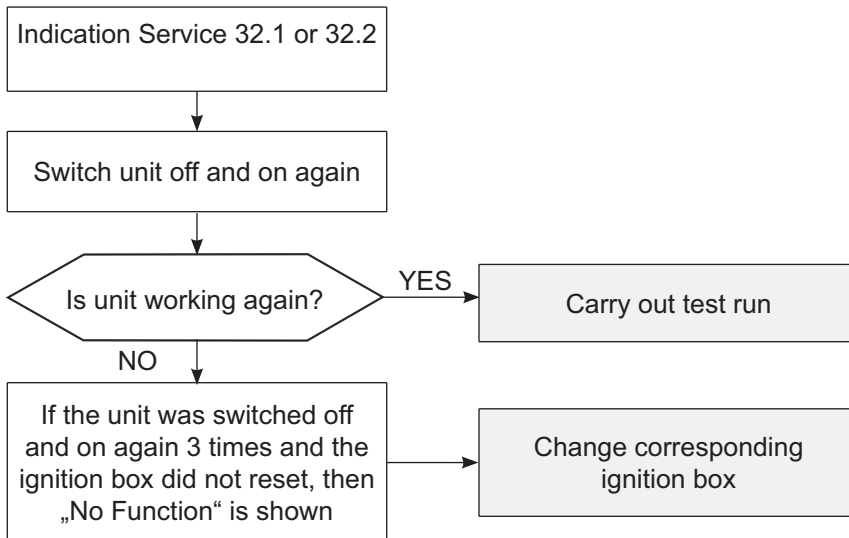 Indication Service 32.1 or 32.2
Switch unit off and on again
Is unit working again?
YES
Carry out test run
NO
If the unit was switched off
and on again 3 times and the
ignition box did not reset, then
„No Function“ is shown
Change corresponding
ignition box